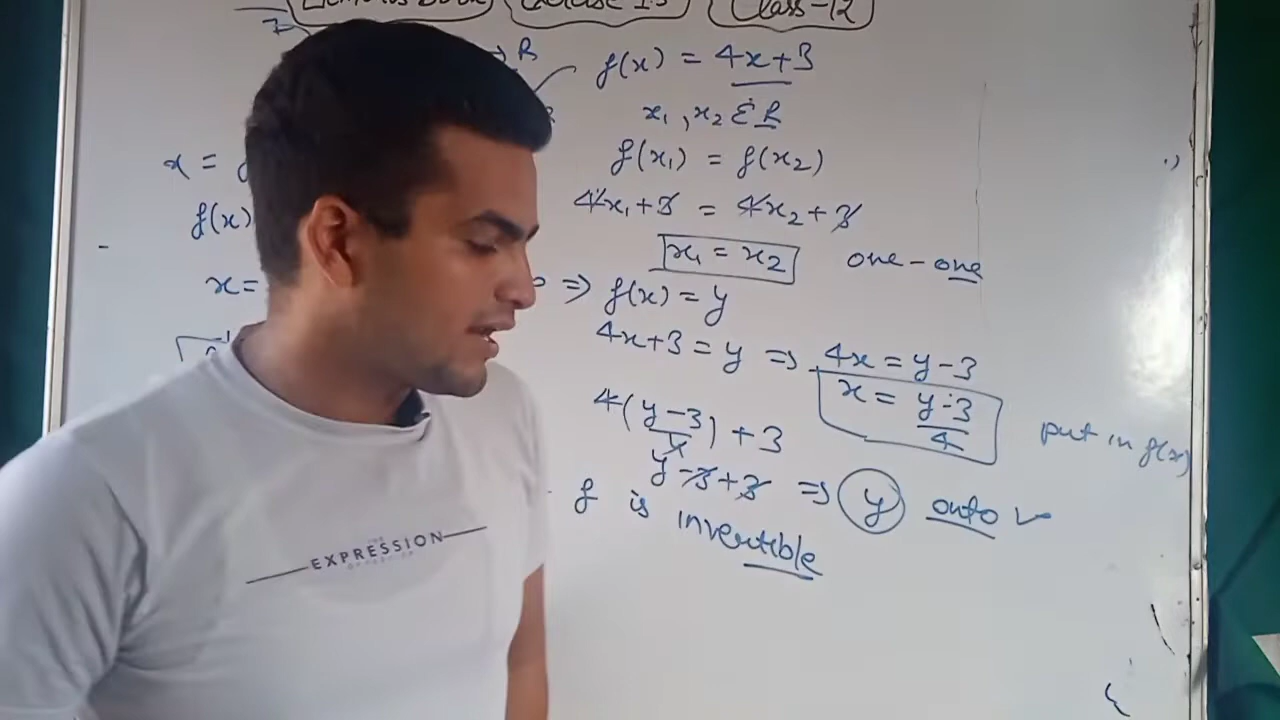 Class-12
R
f(x) = 4x+3
x₁, x₂ ∈ R
x =
f(x₁) = f(x₂)
f(x)
4x₁+3 = 4x₂+3
x₁ = x₂ one-one
x=
⇒ f(x) = y
4x+3 = y ⇒ 4x = y-3
x = y-3/4
put in f(x)
4(y-3/4) + 3
y-3+3 ⇒ y onto
f is invertible
EXPRESSION